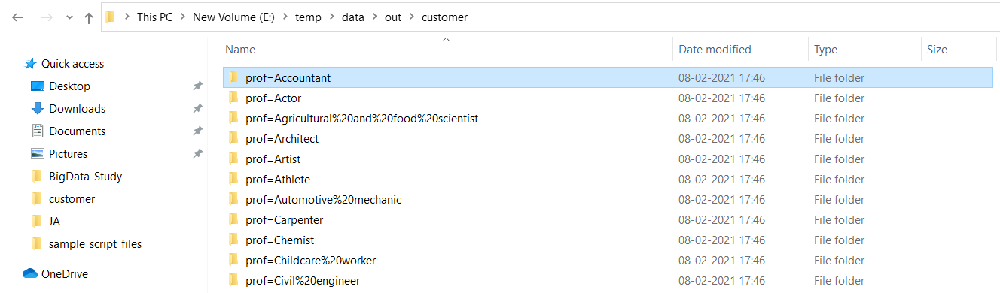 This PC > New Volume (E:) > temp > data > out > customer
Name Date modified Type Size
Quick access
Desktop
Downloads
Documents
Pictures
BigData-Study
customer
JA
sample_script_files
OneDrive
prof=Accountant 08-02-2021 17:46 File folder
prof=Actor 08-02-2021 17:46 File folder
prof=Agricultural%20and%20food%20scientist 08-02-2021 17:46 File folder
prof=Architect 08-02-2021 17:46 File folder
prof=Artist 08-02-2021 17:46 File folder
prof=Athlete 08-02-2021 17:46 File folder
prof=Automotive%20mechanic 08-02-2021 17:46 File folder
prof=Carpenter 08-02-2021 17:46 File folder
prof=Chemist 08-02-2021 17:46 File folder
prof=Childcare%20worker 08-02-2021 17:46 File folder
prof=Civil%20engineer 08-02-2021 17:46 File folder